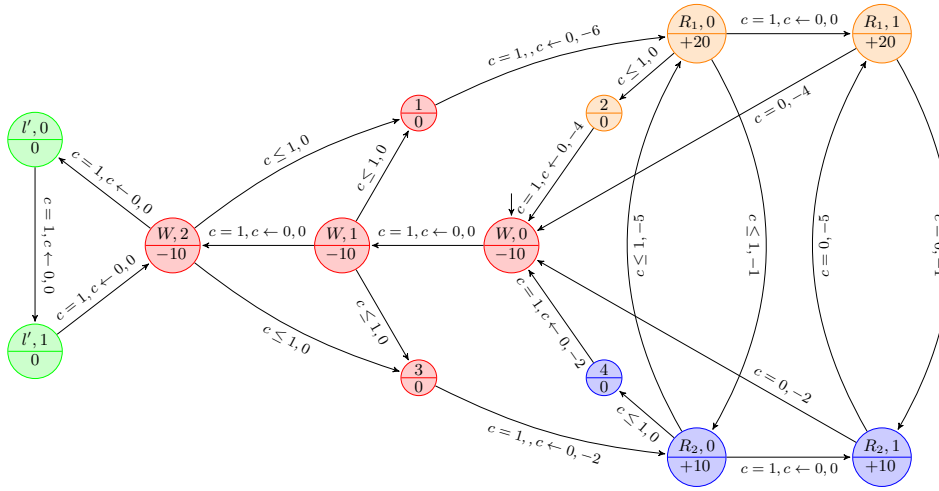 R₁, 0
+20
c = 1, c ← 0, 0
R₁, 1
+20
c = 1, , c ← 0, −6
c ≤ 1, 0
1
0
2
0
c = 0, −4
l′, 0
0
c ≤ 1, 0
c ≤ 1, 0
c = 1, c ← 0, −4
c = 1, c ← 0, 0
c = 1, c ← 0, 0
W, 2
−10
c = 1, c ← 0, 0
W, 1
−10
c = 1, c ← 0, 0
W, 0
−10
c ≤ 1, −5
c ≤ 1, −1
c = 0, −5
c = 0, −1
c = 1, c ← 0, 0
l′, 1
0
c ≤ 1, 0
c ≤ 1, 0
c = 1, c ← 0, −2
c = 0, −2
3
0
4
0
c ≤ 1, 0
c = 1, , c ← 0, −2
R₂, 0
+10
c = 1, c ← 0, 0
R₂, 1
+10